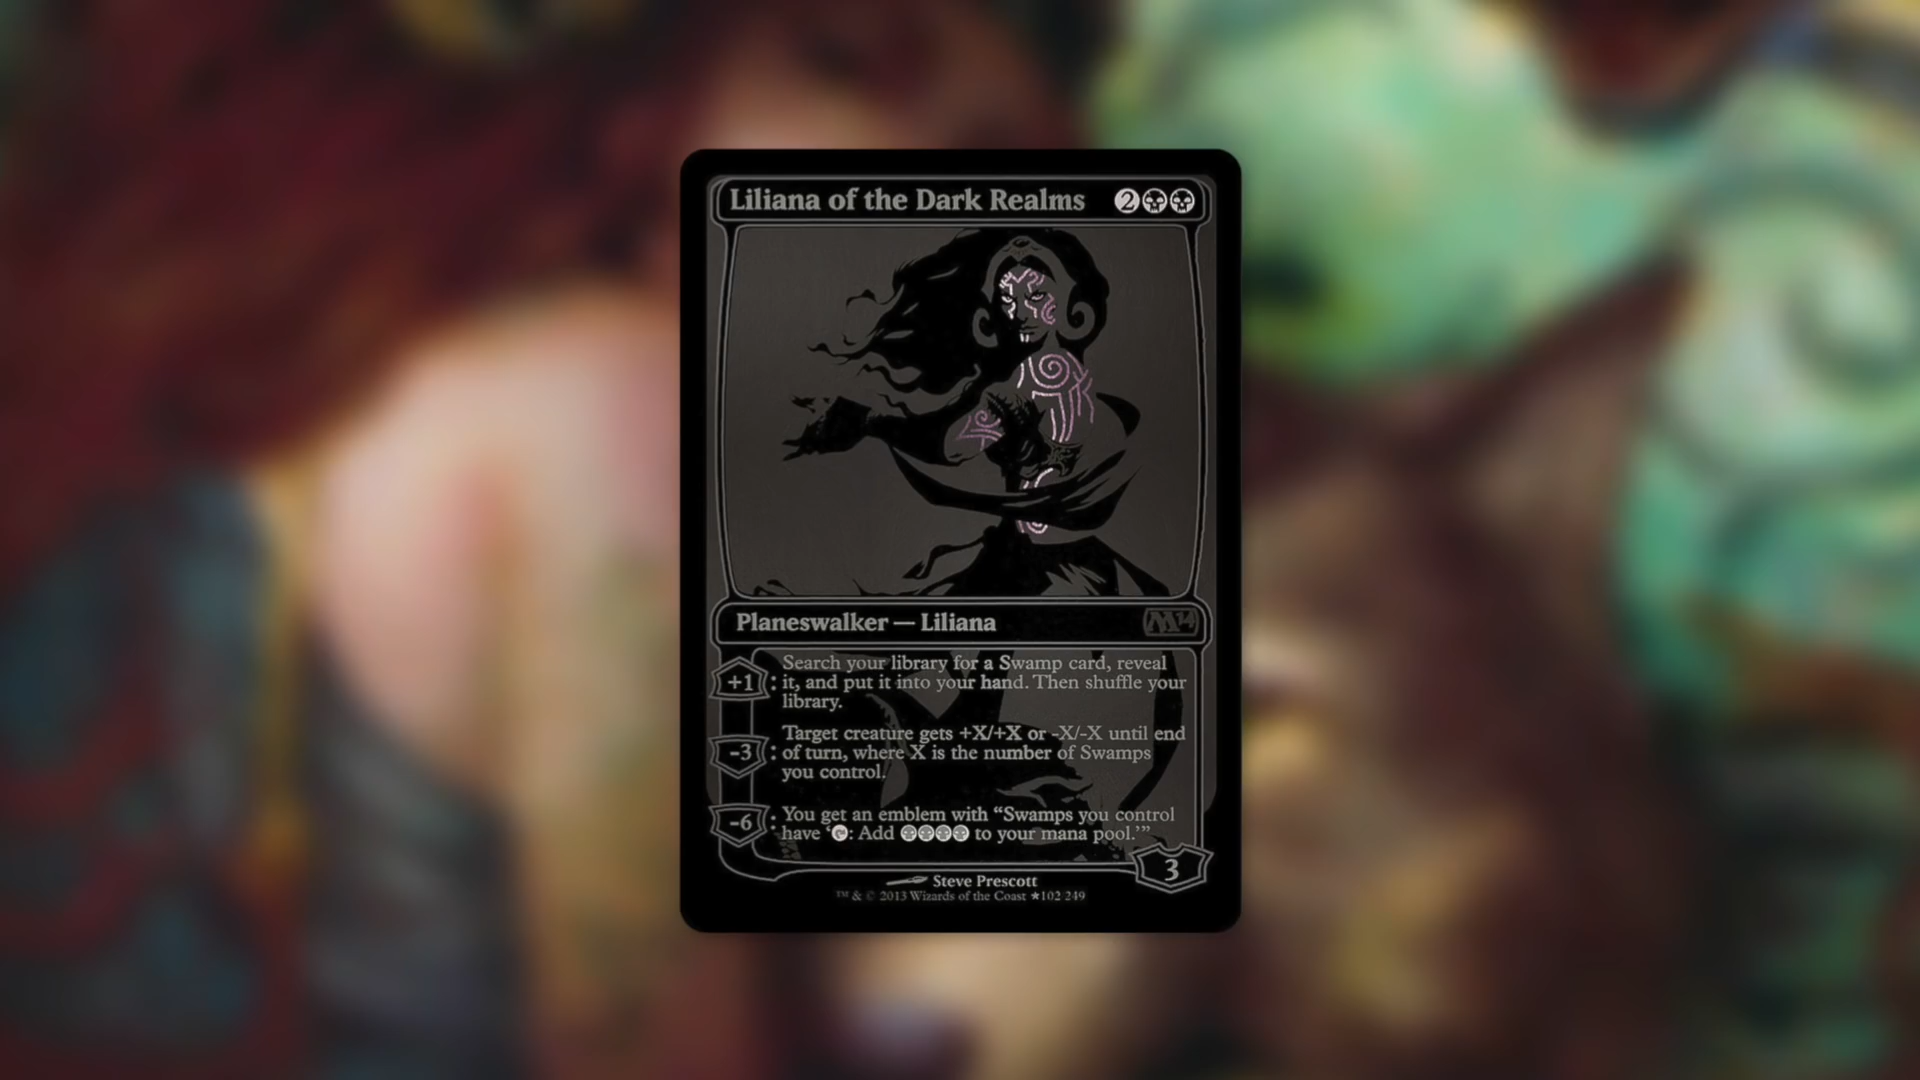 Liliana of the Dark Realms 2
Planeswalker — Liliana M14
+1: Search your library for a Swamp card, reveal
it, and put it into your hand. Then shuffle your
library.
-3: Target creature gets +X/+X or -X/-X until end
of turn, where X is the number of Swamps
you control.
-6: You get an emblem with “Swamps you control
have ‘: Add to your mana pool.’”
3
Steve Prescott
™ & © 2013 Wizards of the Coast ★102/249